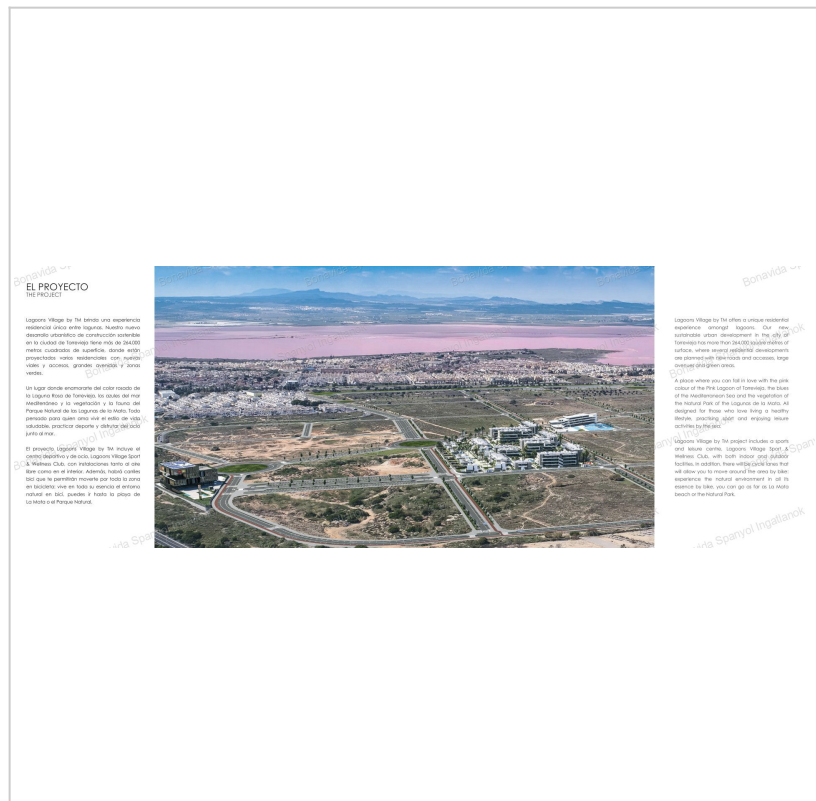 EL PROYECTO
THE PROJECT
Lagoons Village by TM brinda una experiencia
residencial única entre lagunas. Nuestro nuevo
desarrollo urbanístico de construcción sostenible
en la ciudad de Torrevieja tiene más de 264.000
metros cuadrados de superficie, donde están
proyectados varios residenciales con nuevos
viales y accesos, grandes avenidas y zonas
verdes.
Un lugar donde enamorarte del color rosado de
la Laguna Rosa de Torrevieja, los azules del mar
Mediterráneo y la vegetación y la fauna del
Parque Natural de las Lagunas de la Mata. Todo
pensado para quien ama vivir el estilo de vida
saludable, practicar deporte y disfrutar del ocio
junto al mar.
El proyecto Lagoons Village by TM incluye el
centro deportivo y de ocio, Lagoons Village Sport
& Wellness Club, con instalaciones tanto al aire
libre como en el interior. Además, habrá carriles
bici que te permitirán moverte por toda la zona
en bicicleta: vive en toda su esencia el entorno
natural en bici, puedes ir hasta la playa de
La Mata o el Parque Natural.
Lagoons Village by TM offers a unique residential
experience amongst lagoons. Our new
sustainable urban development in the city of
Torrevieja has more than 264.000 square metres of
surface, where several residential developments
are planned with new roads and accesses, large
avenues and green areas.
A place where you can fall in love with the pink
colour of the Pink Lagoon of Torrevieja, the blues
of the Mediterranean Sea and the vegetation of
the Natural Park of the Lagunas de la Mata. All
designed for those who love living a healthy
lifestyle, practising sport and enjoying leisure
activities by the sea.
Lagoons Village by TM project includes a sports
and leisure centre, Lagoons Village Sport &
Wellness Club, with both indoor and outdoor
facilities. In addition, there will be cycle lanes that
will allow you to move around the area by bike:
experience the natural environment in all its
essence by bike, you can go as far as La Mata
beach or the Natural Park.